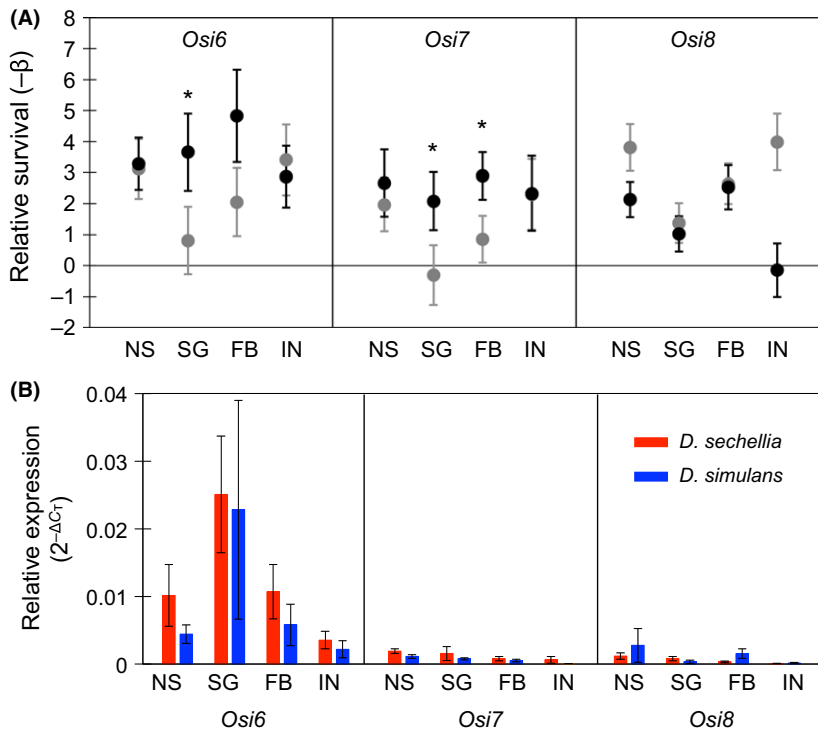 (A)
Relative survival (–β)
8
7
6
5
4
3
2
1
0
–1
–2
Osi6 Osi7 Osi8
* * *
NS SG FB IN NS SG FB IN NS SG FB IN
(B)
Relative expression
(2^–ΔCT)
0.04
0.03
0.02
0.01
0
D. sechellia
D. simulans
NS SG FB IN NS SG FB IN NS SG FB IN
Osi6 Osi7 Osi8